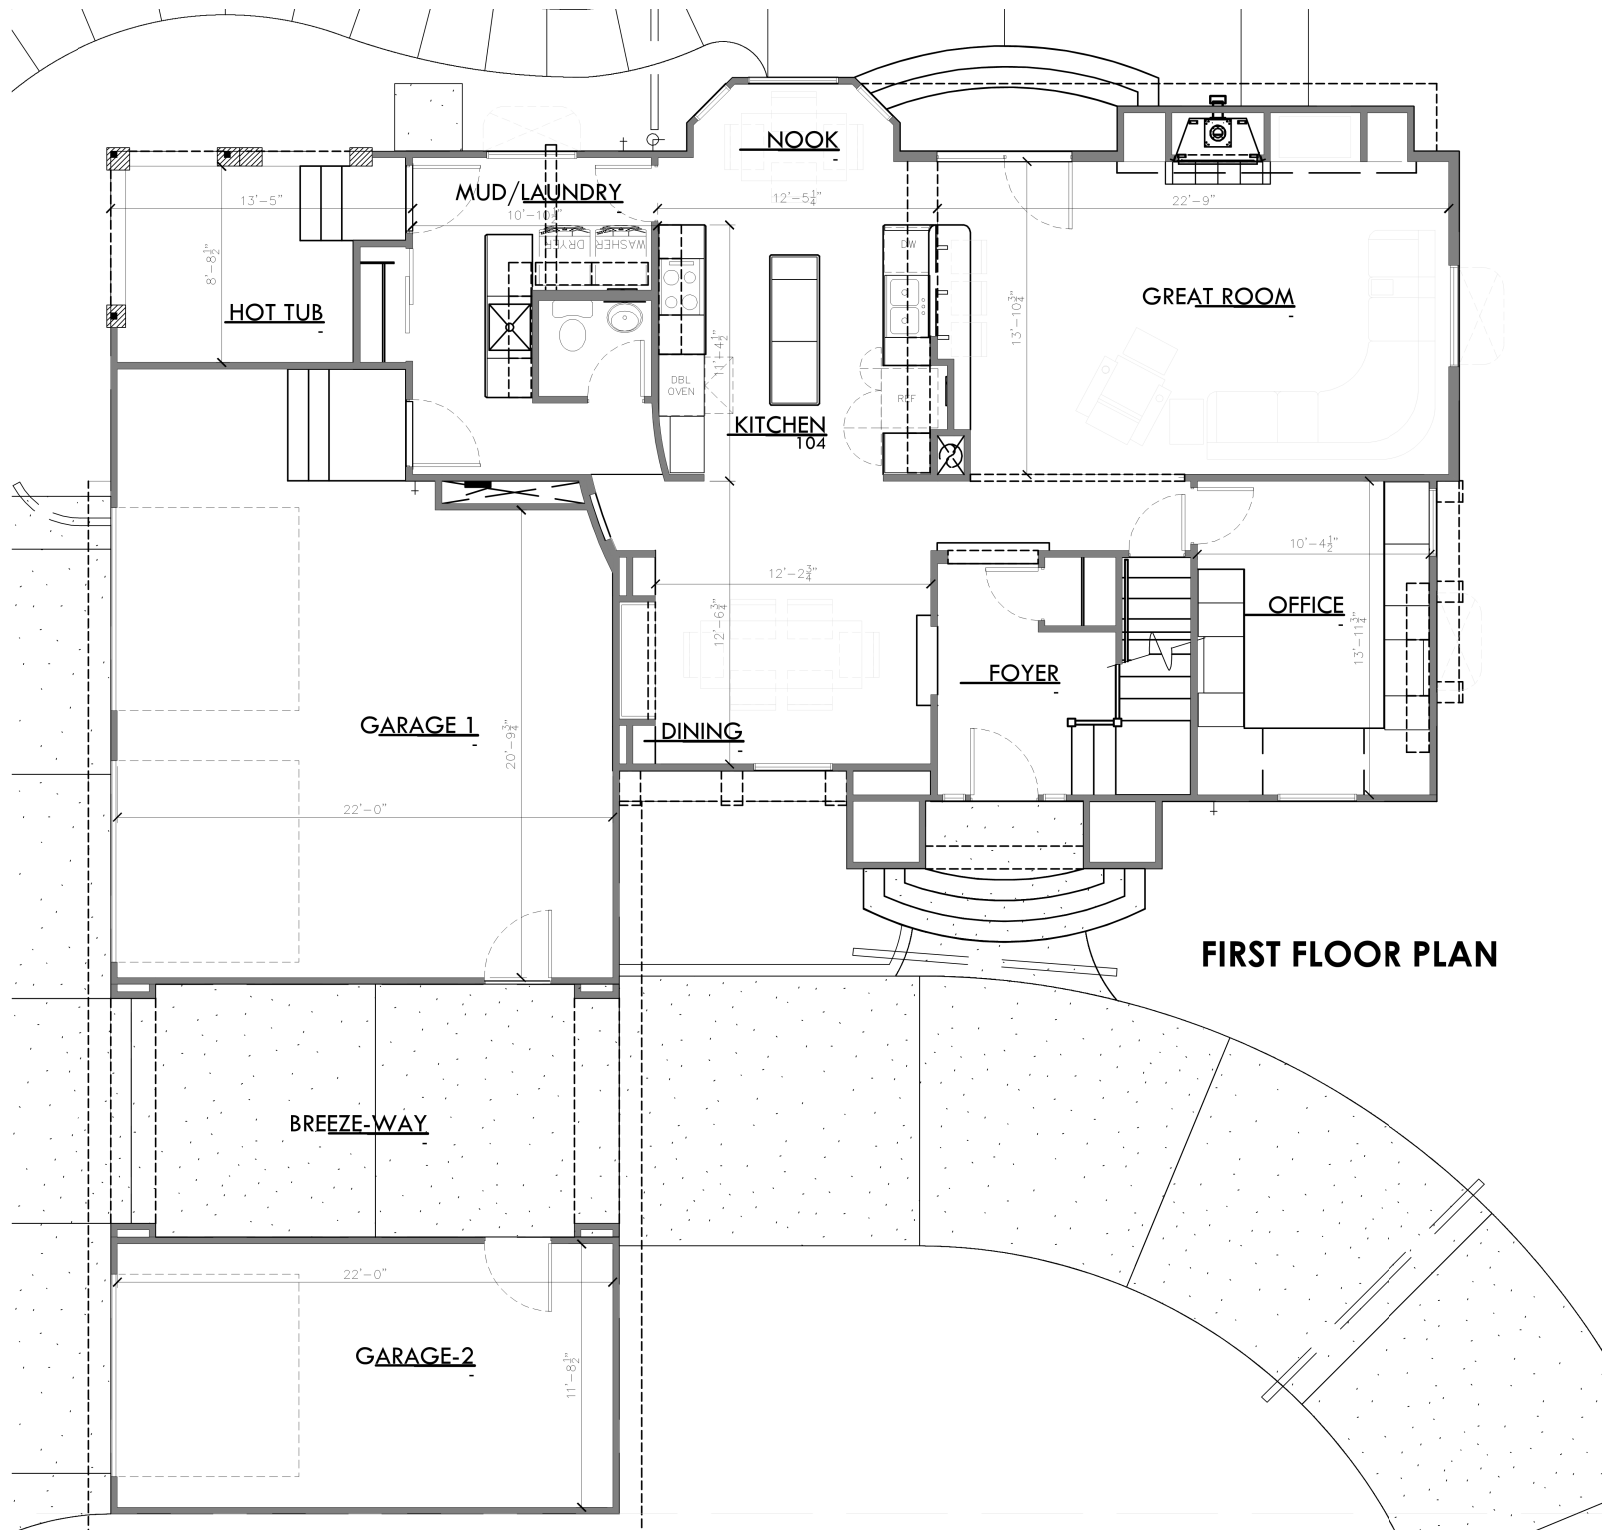 NOOK
MUD/LAUNDRY
13'-5"
10'-10¼"
12'-5¼"
22'-9"
DRYER
WASHER
DW
8'-8½"
HOT TUB
GREAT ROOM
13'-10¾"
11'-4½"
DBL
OVEN
REF
KITCHEN
104
10'-4½"
12'-2¾"
12'-6¾"
OFFICE
13'-11¾"
FOYER
DINING
GARAGE 1
20'-9¾"
22'-0"
FIRST FLOOR PLAN
BREEZE-WAY
22'-0"
GARAGE-2
11'-8½"